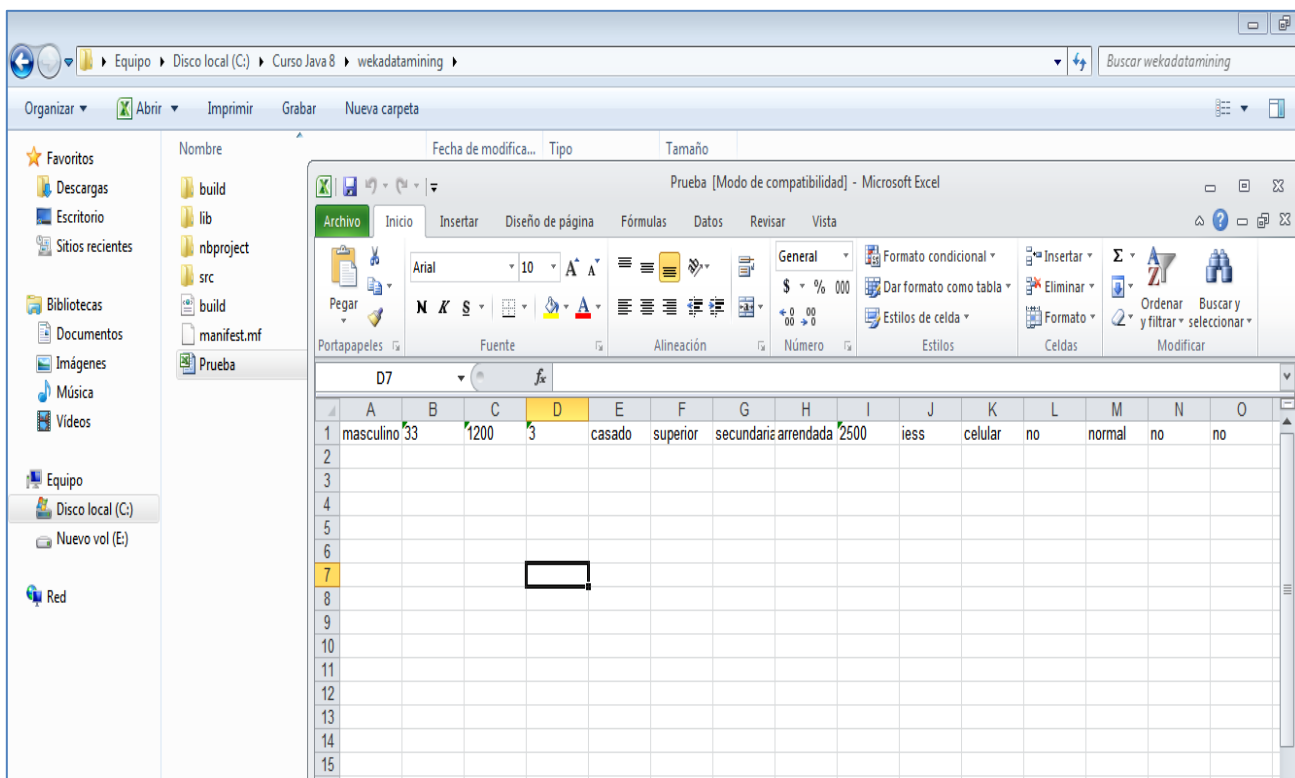 Equipo Disco local (C:) Curso Java 8 wekadatamining
Buscar wekadatamining
Organizar Abrir Imprimir Grabar Nueva carpeta
Favoritos
Descargas
Escritorio
Sitios recientes
Bibliotecas
Documentos
Imágenes
Música
Vídeos
Equipo
Disco local (C:)
Nuevo vol (E:)
Red
Nombre Fecha de modifica... Tipo Tamaño
build
lib
nbproject
src
build
manifest.mf
Prueba
Prueba [Modo de compatibilidad] - Microsoft Excel
Archivo Inicio Insertar Diseño de página Fórmulas Datos Revisar Vista
Pegar
Portapapeles
Arial 10 A A
N K S A
Fuente
Alineación
General
$ % 000
Número
Formato condicional
Dar formato como tabla
Estilos de celda
Estilos
Insertar
Eliminar
Formato
Celdas
Σ
Ordenar y filtrar
Buscar y seleccionar
Modificar
D7 fx
A B C D E F G H I J K L M N O
1 masculino 33 1200 3 casado superior secundaria arrendada 2500 iess celular no normal no no
2
3
4
5
6
7
8
9
10
11
12
13
14
15